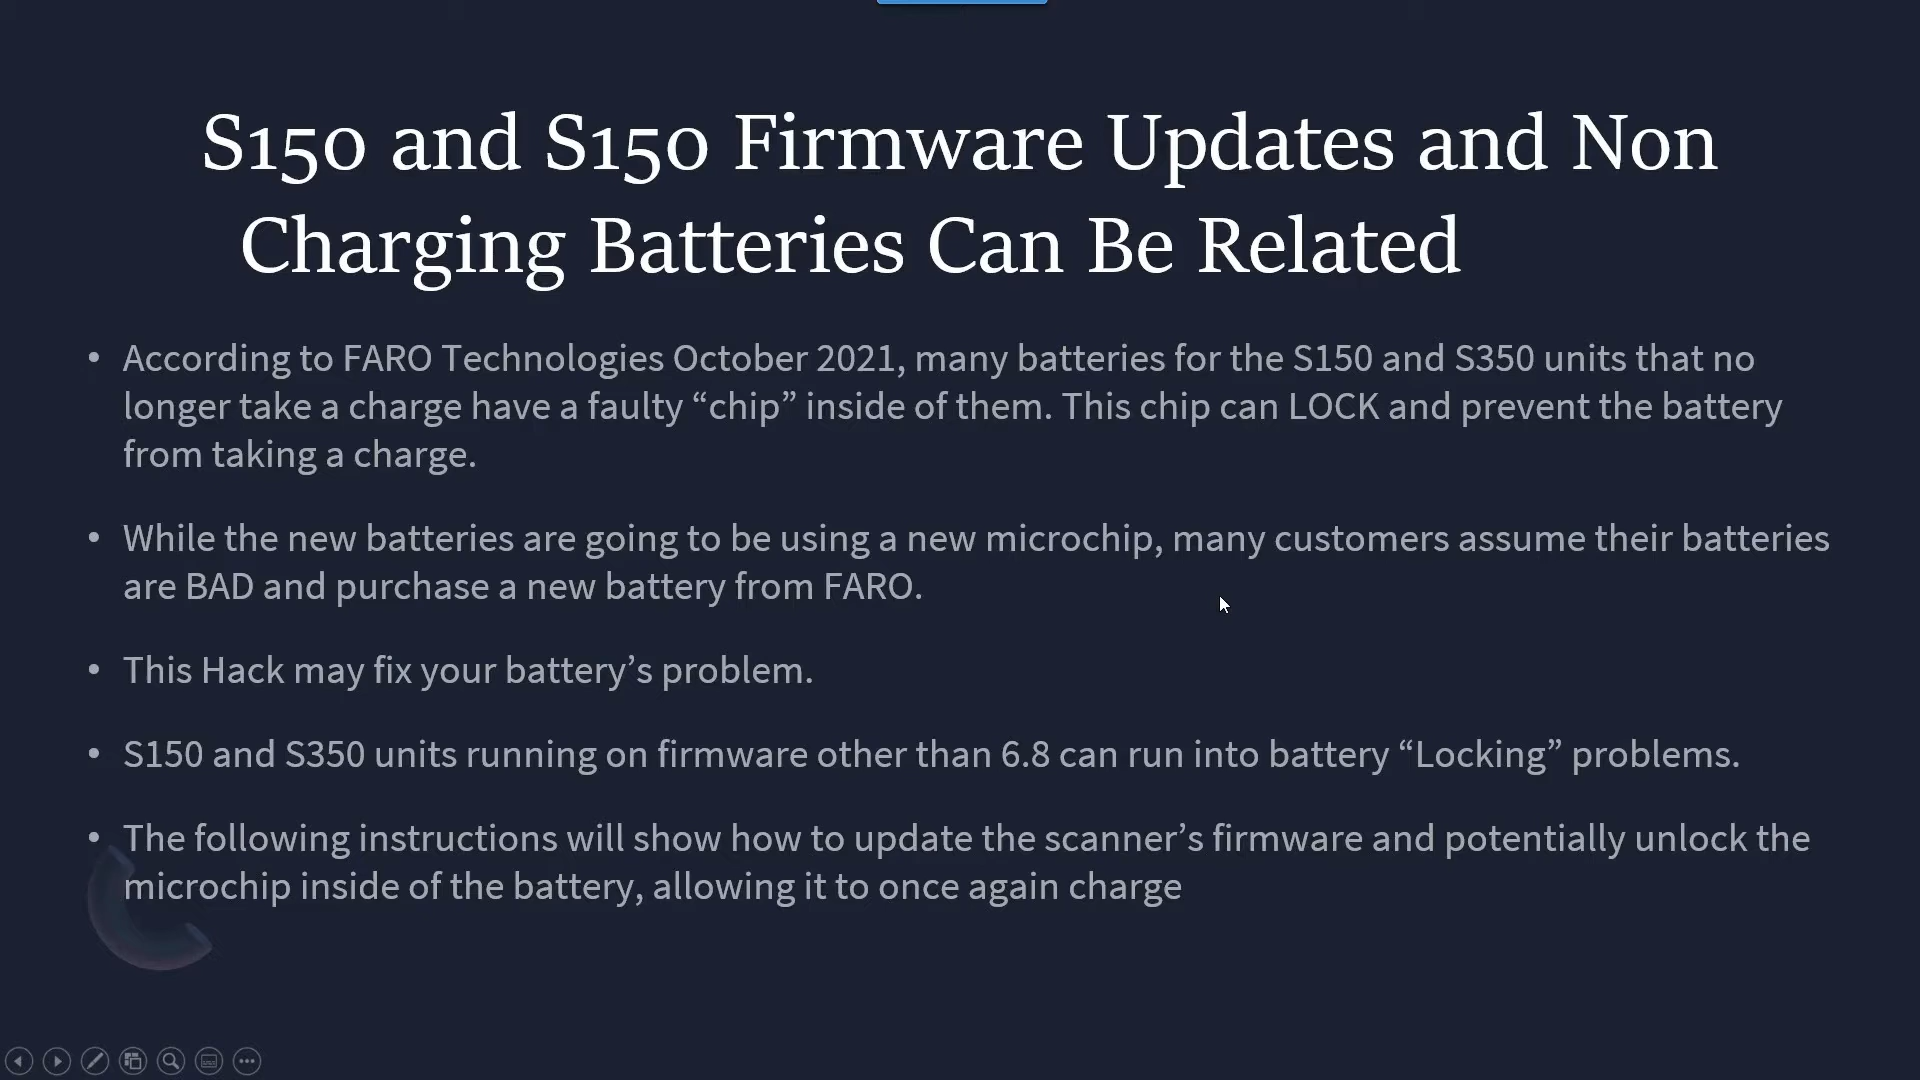 S150 and S150 Firmware Updates and Non
Charging Batteries Can Be Related
• According to FARO Technologies October 2021, many batteries for the S150 and S350 units that no
longer take a charge have a faulty “chip” inside of them. This chip can LOCK and prevent the battery
from taking a charge.
• While the new batteries are going to be using a new microchip, many customers assume their batteries
are BAD and purchase a new battery from FARO.
• This Hack may fix your battery’s problem.
• S150 and S350 units running on firmware other than 6.8 can run into battery “Locking” problems.
• The following instructions will show how to update the scanner’s firmware and potentially unlock the
microchip inside of the battery, allowing it to once again charge